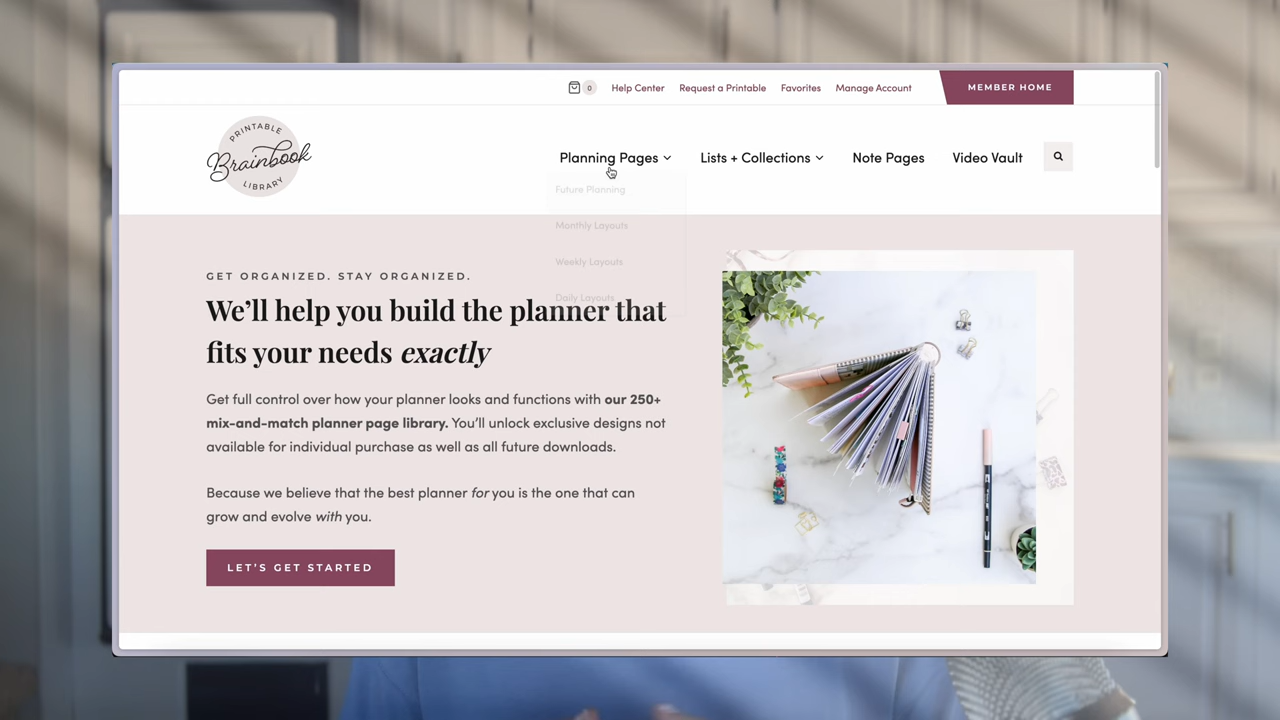 0
Help Center
Request a Printable
Favorites
Manage Account
MEMBER HOME
PRINTABLE
Brainbook
LIBRARY
Planning Pages
Lists + Collections
Note Pages
Video Vault
Future Planning
Monthly Layouts
Weekly Layouts
Daily Layouts
GET ORGANIZED. STAY ORGANIZED.
We’ll help you build the planner that
fits your needs exactly
Get full control over how your planner looks and functions with our 250+
mix-and-match planner page library. You’ll unlock exclusive designs not
available for individual purchase as well as all future downloads.
Because we believe that the best planner for you is the one that can
grow and evolve with you.
LET’S GET STARTED